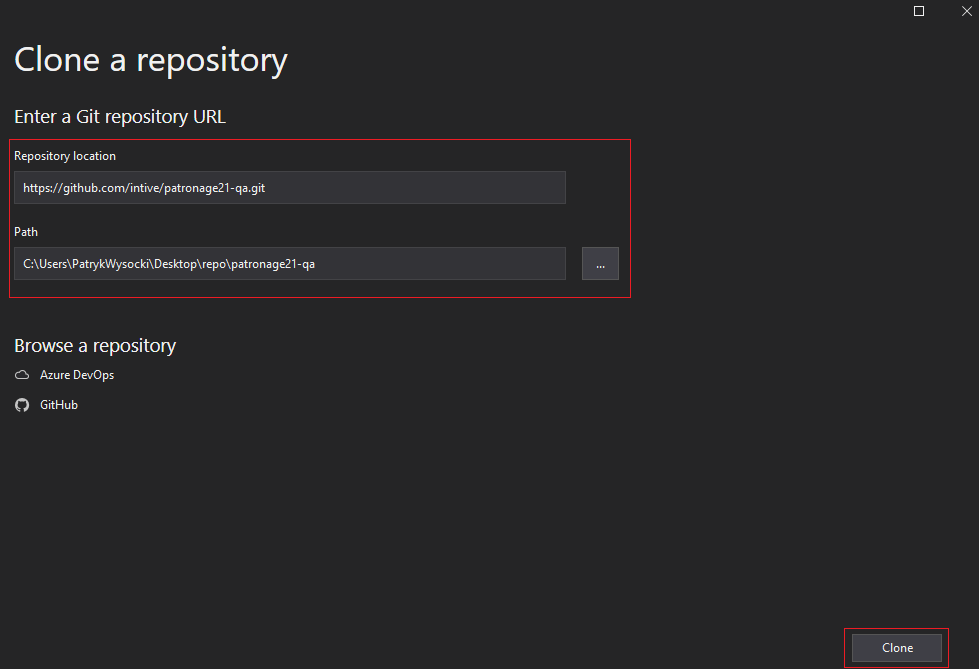 Clone a repository
Enter a Git repository URL
Repository location
https://github.com/intive/patronage21-qa.git
Path
C:\Users\PatrykWysocki\Desktop\repo\patronage21-qa
...
Browse a repository
Azure DevOps
GitHub
Clone